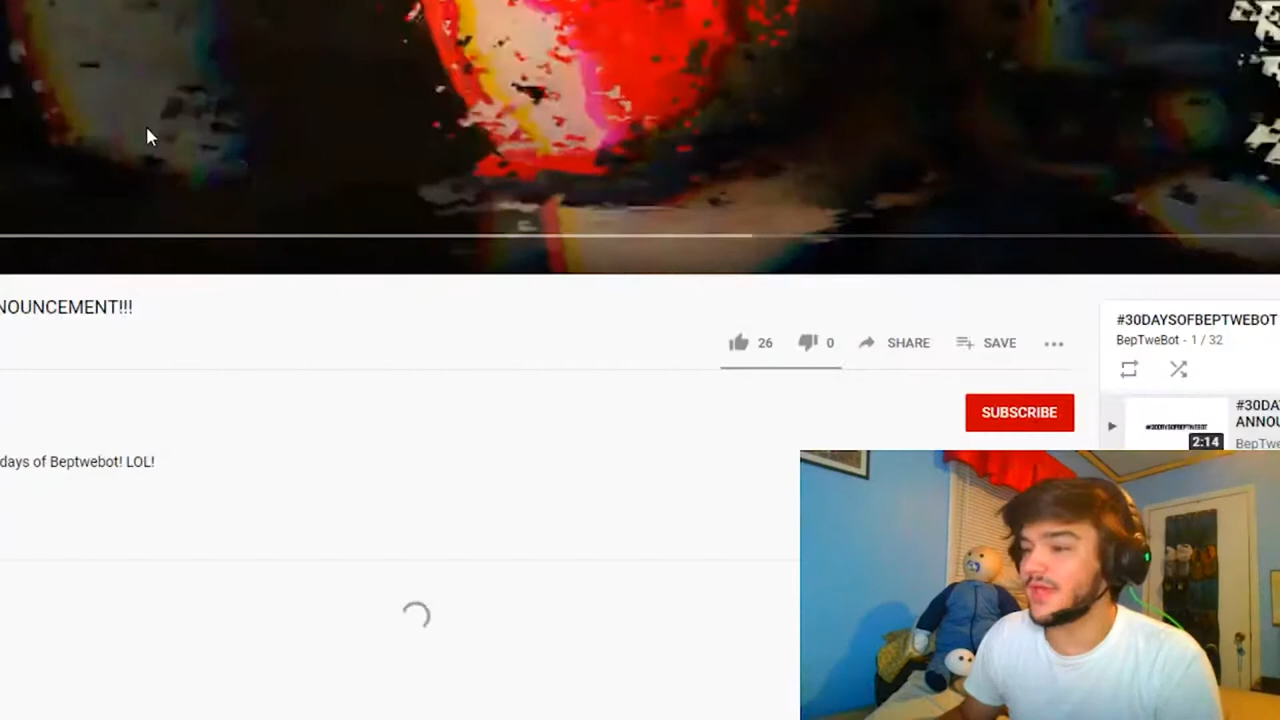 NOUNCEMENT!!!
26
0
SHARE
SAVE
SUBSCRIBE
days of Beptwebot! LOL!
#30DAYSOFBEPTWEBOT
BepTweBot - 1 / 32
#30DAYSOFBEPTWEBOT
2:14
#30DA
ANNOU
BepTwe